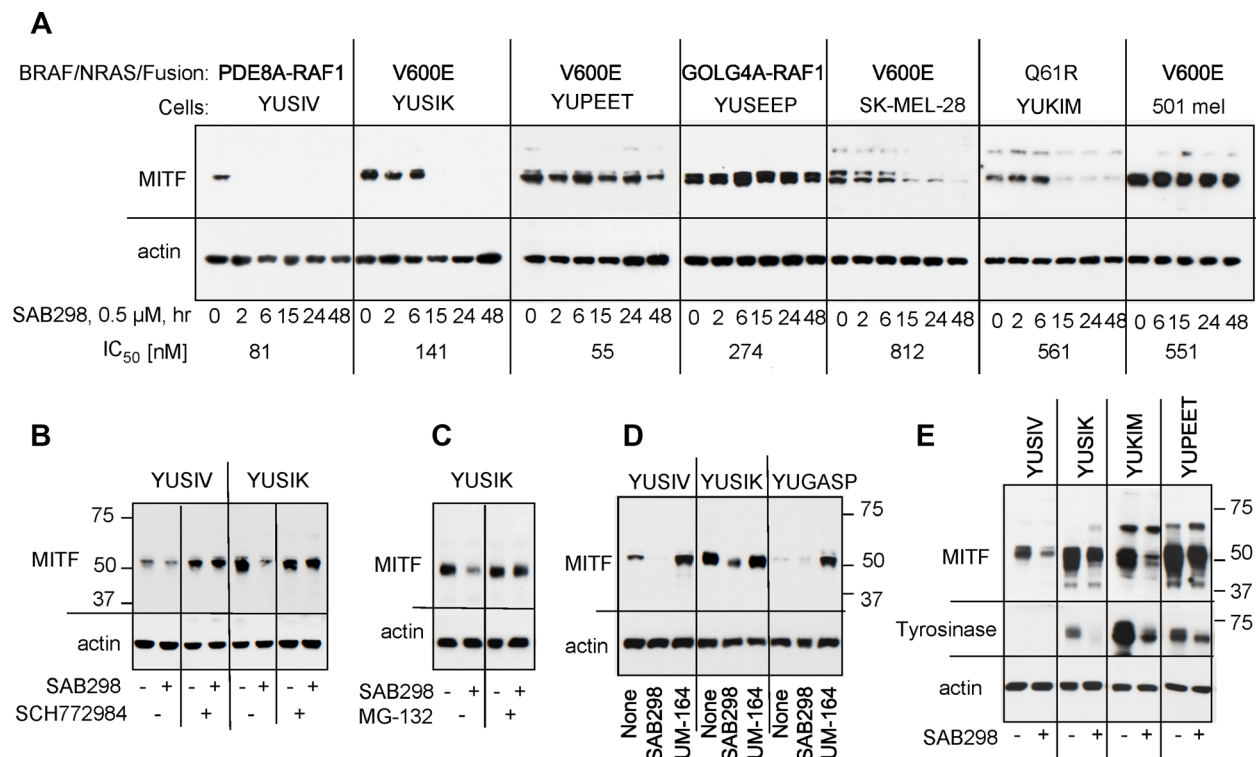 A
BRAF/NRAS/Fusion: PDE8A-RAF1 V600E V600E GOLG4A-RAF1 V600E Q61R V600E
Cells: YUSIV YUSIK YUPEET YUSEEP SK-MEL-28 YUKIM 501 mel
MITF
actin
SAB298, 0.5 µM, hr 0 2 6 15 24 48 0 2 6 15 24 48 0 2 6 15 24 48 0 2 6 15 24 48 0 2 6 15 24 48 0 2 6 15 24 48 0 6 15 24 48
IC50 [nM] 81 141 55 274 812 561 551
B
YUSIV YUSIK
75
MITF 50
37
actin
SAB298 - + - + - + - +
SCH772984 - + - +
C
YUSIK
MITF
actin
SAB298 - + - +
MG-132 - +
D
YUSIV YUSIK YUGASP
75
MITF 50
37
actin
None SAB298 UM-164 None SAB298 UM-164 None SAB298 UM-164
E
YUSIV YUSIK YUKIM YUPEET
75
MITF 50
37
Tyrosinase 75
actin
SAB298 - + - + - + - +